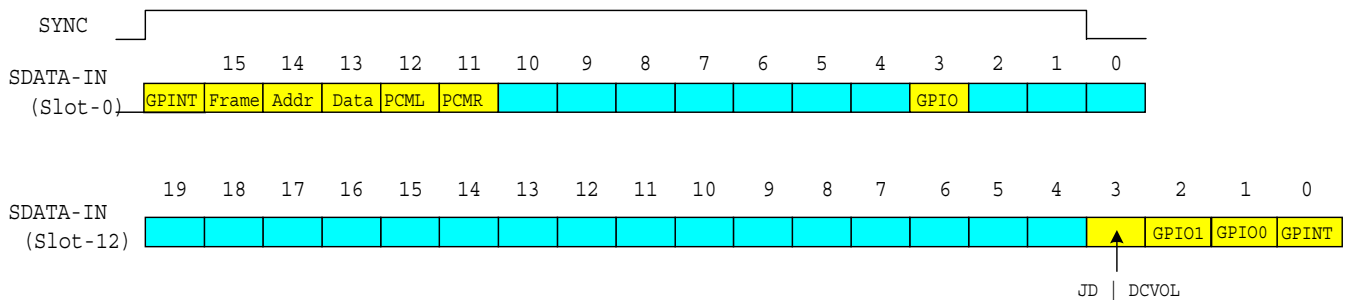 SYNC
15 14 13 12 11 10 9 8 7 6 5 4 3 2 1 0
SDATA-IN
(Slot-0)
GPINT Frame Addr Data PCML PCMR GPIO
19 18 17 16 15 14 13 12 11 10 9 8 7 6 5 4 3 2 1 0
SDATA-IN
(Slot-12)
GPIO1 GPIO0 GPINT
JD | DCVOL